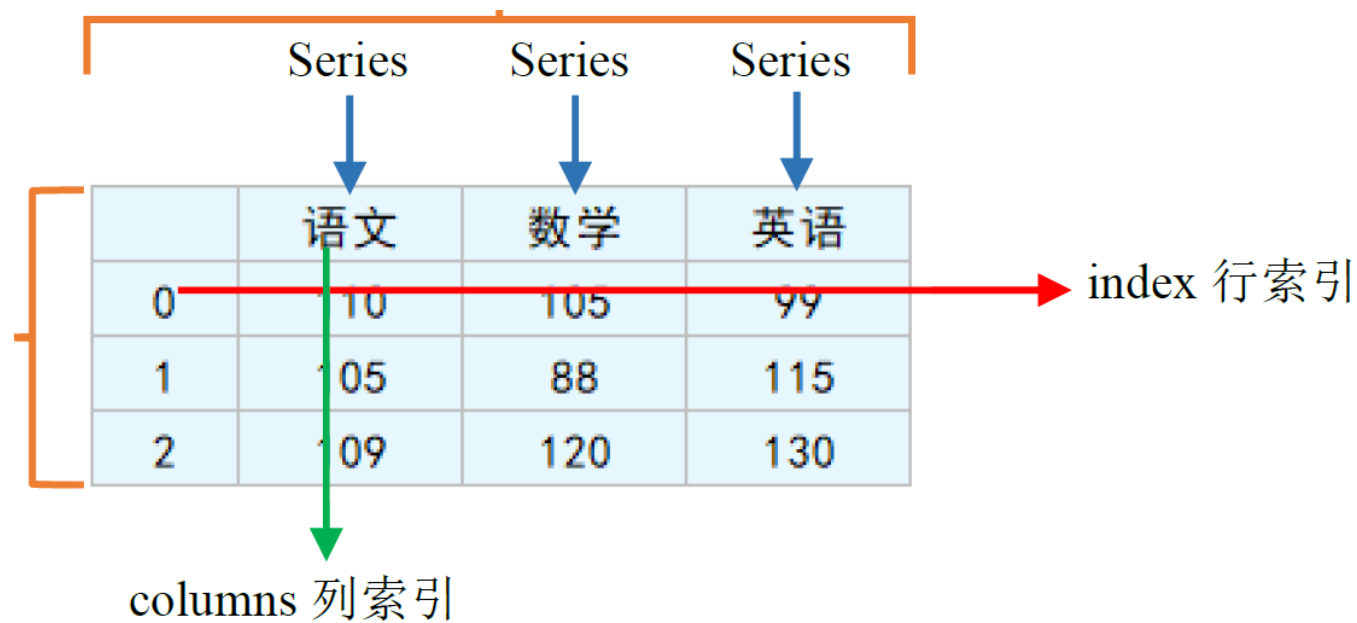 Series Series Series
语文 数学 英语
0 110 105 99
index 行索引
1 105 88 115
2 109 120 130
columns 列索引